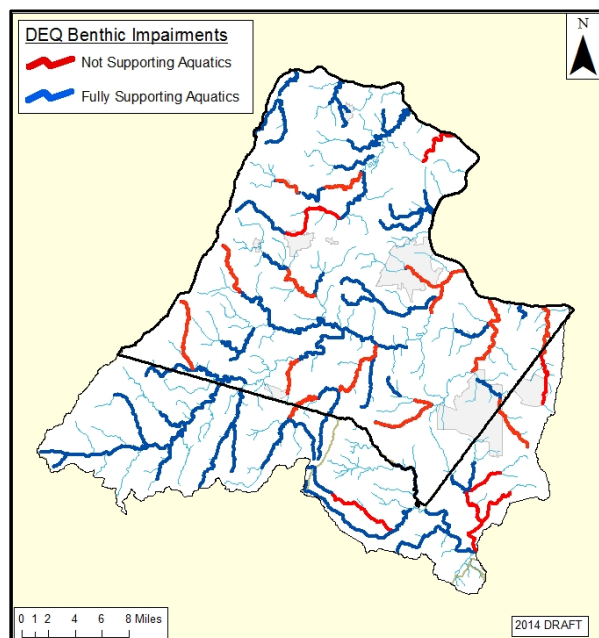 DEQ Benthic Impairments
Not Supporting Aquatics
Fully Supporting Aquatics
N
0 1 2 4 6 8 Miles
2014 DRAFT